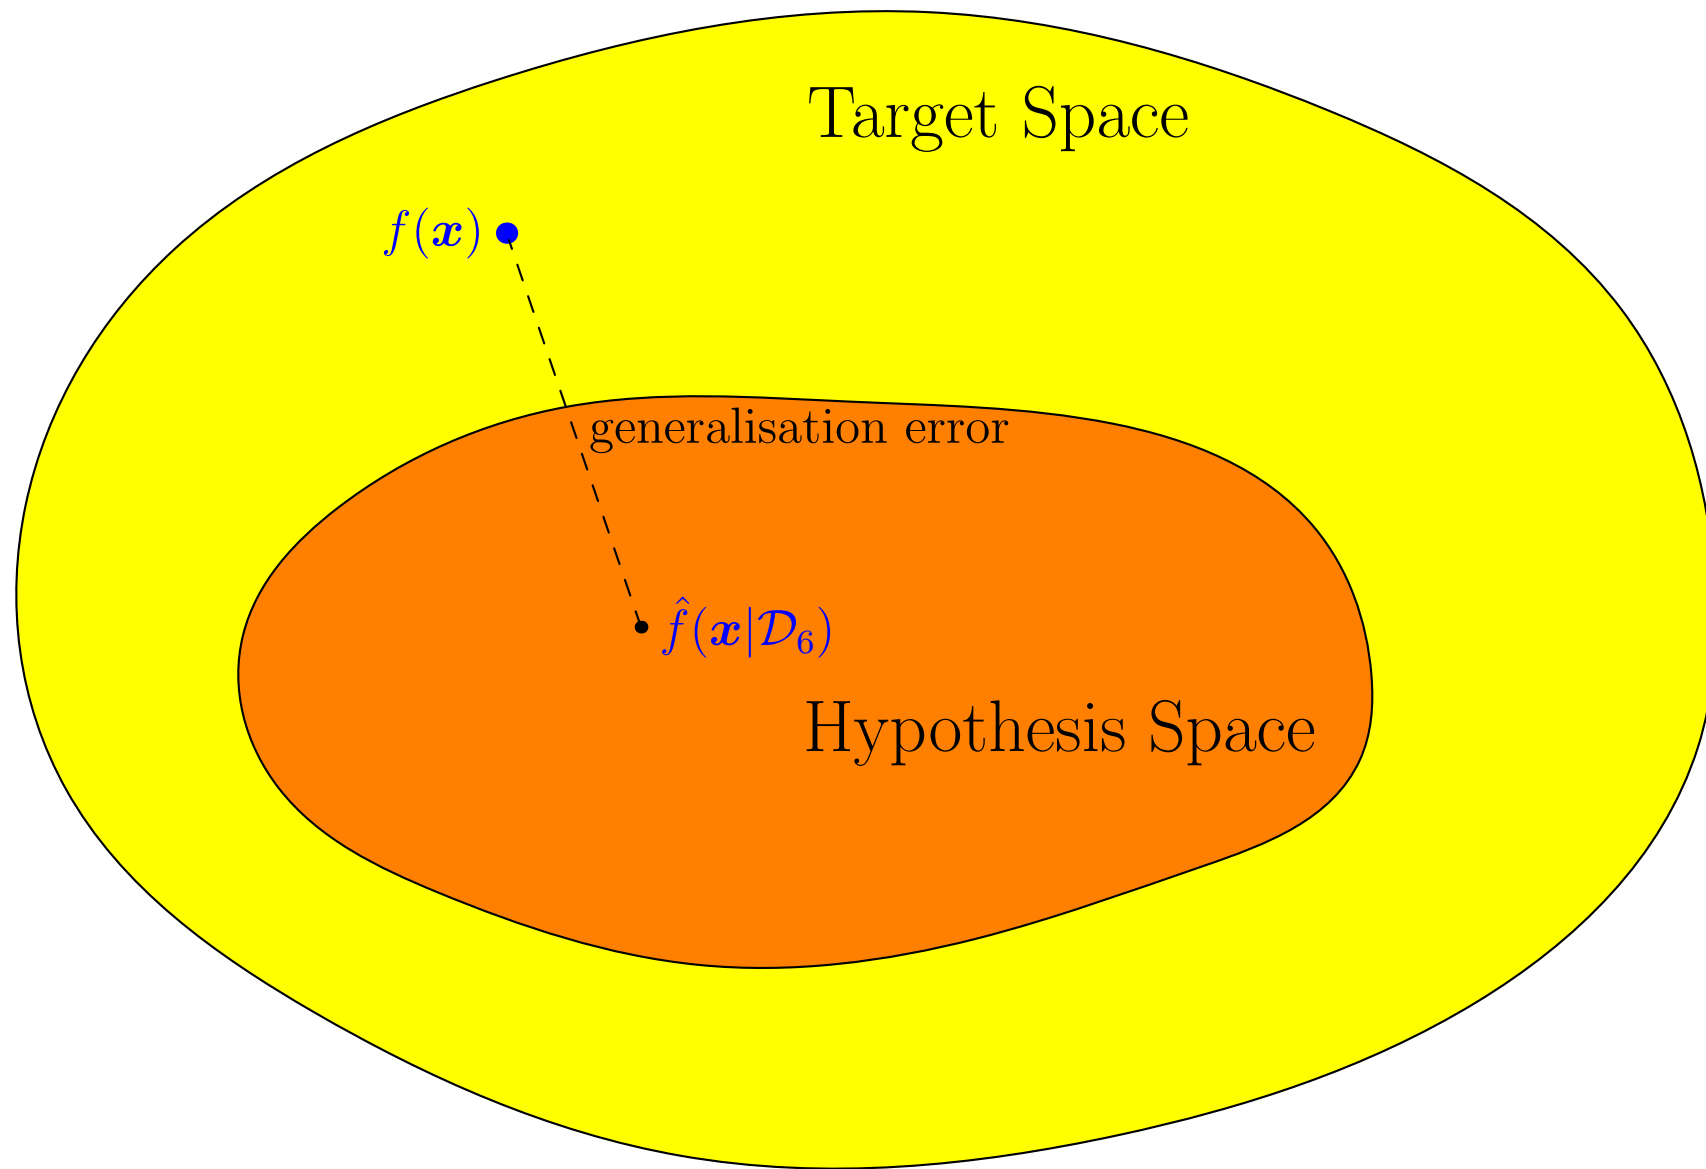 Target Space
f(x)
generalisation error
f̂(x|𝒟₆)
Hypothesis Space